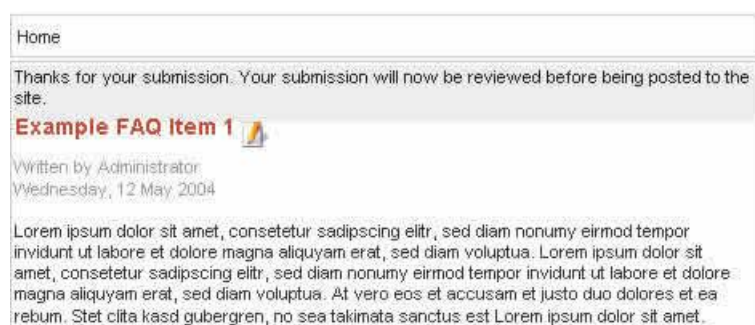 Home
Thanks for your submission. Your submission will now be reviewed before being posted to the
site.
Example FAQ Item 1
Written by Administrator
Wednesday, 12 May 2004
Lorem ipsum dolor sit amet, consetetur sadipscing elitr, sed diam nonumy eirmod tempor
invidunt ut labore et dolore magna aliquyam erat, sed diam voluptua. Lorem ipsum dolor sit
amet, consetetur sadipscing elitr, sed diam nonumy eirmod tempor invidunt ut labore et dolore
magna aliquyam erat, sed diam voluptua. At vero eos et accusam et justo duo dolores et ea
rebum. Stet clita kasd gubergren, no sea takimata sanctus est Lorem ipsum dolor sit amet.